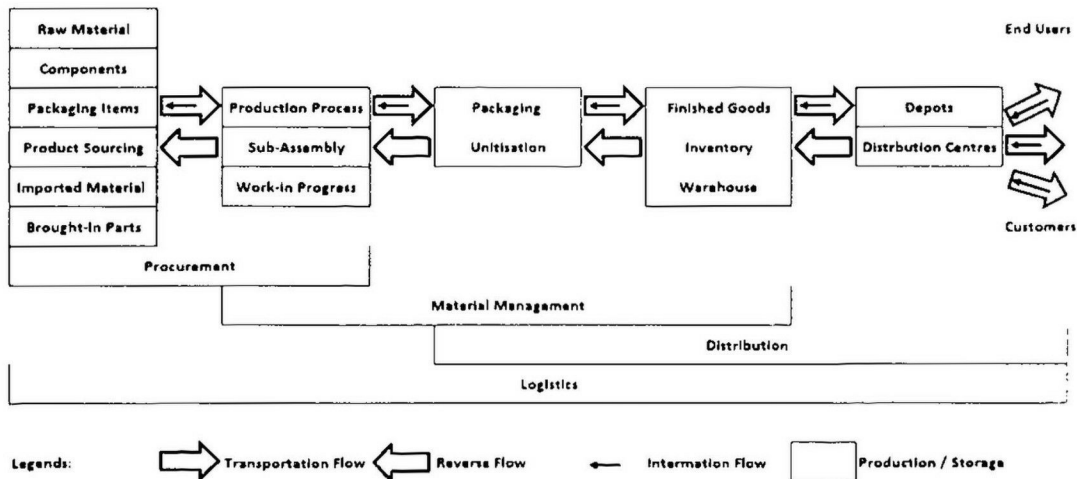 Raw Material
Components
Packaging Items
Product Sourcing
Imported Material
Brought-In Parts
Production Process
Sub-Assembly
Work-in Progress
Packaging
Unitisation
Finished Goods
Inventory
Warehouse
Depots
Distrbution Centres
End Users
Customers
Procurement
Material Management
Distribution
Logistics
Legends:
Transportation Flow
Reverse Flow
Intermation Flow
Production / Storage